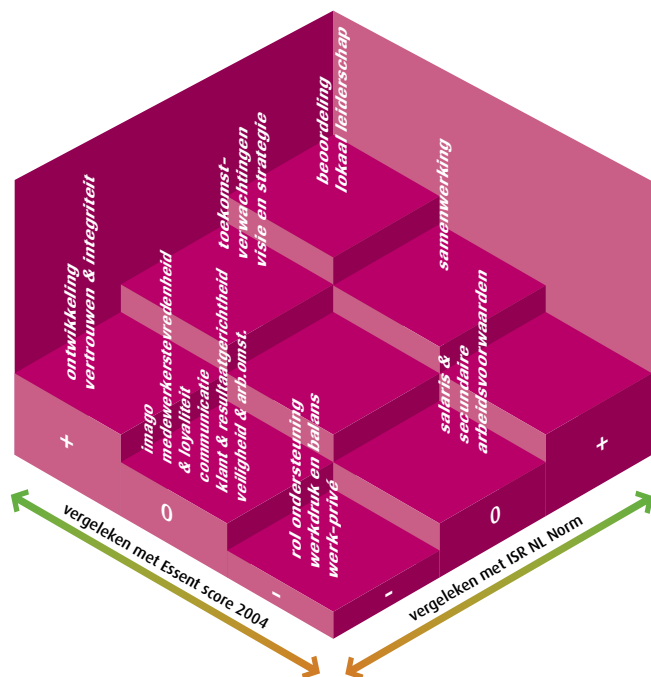 beoordeling
lokaal leiderschap
toekomst-
verwachtingen
visie en strategie
samenwerking
ontwikkeling
vertrouwen & integriteit
imago
medewerkerstevredenheid
& loyaliteit
communicatie
klant & resultaatgerichtheid
veiligheid & arb.omst.
salaris &
secundaire
arbeidsvoorwaarden
rol ondersteuning
werkdruk en balans
werk-privé
+
0
-
-
0
+
vergeleken met Essent score 2004
vergeleken met ISR NL Norm